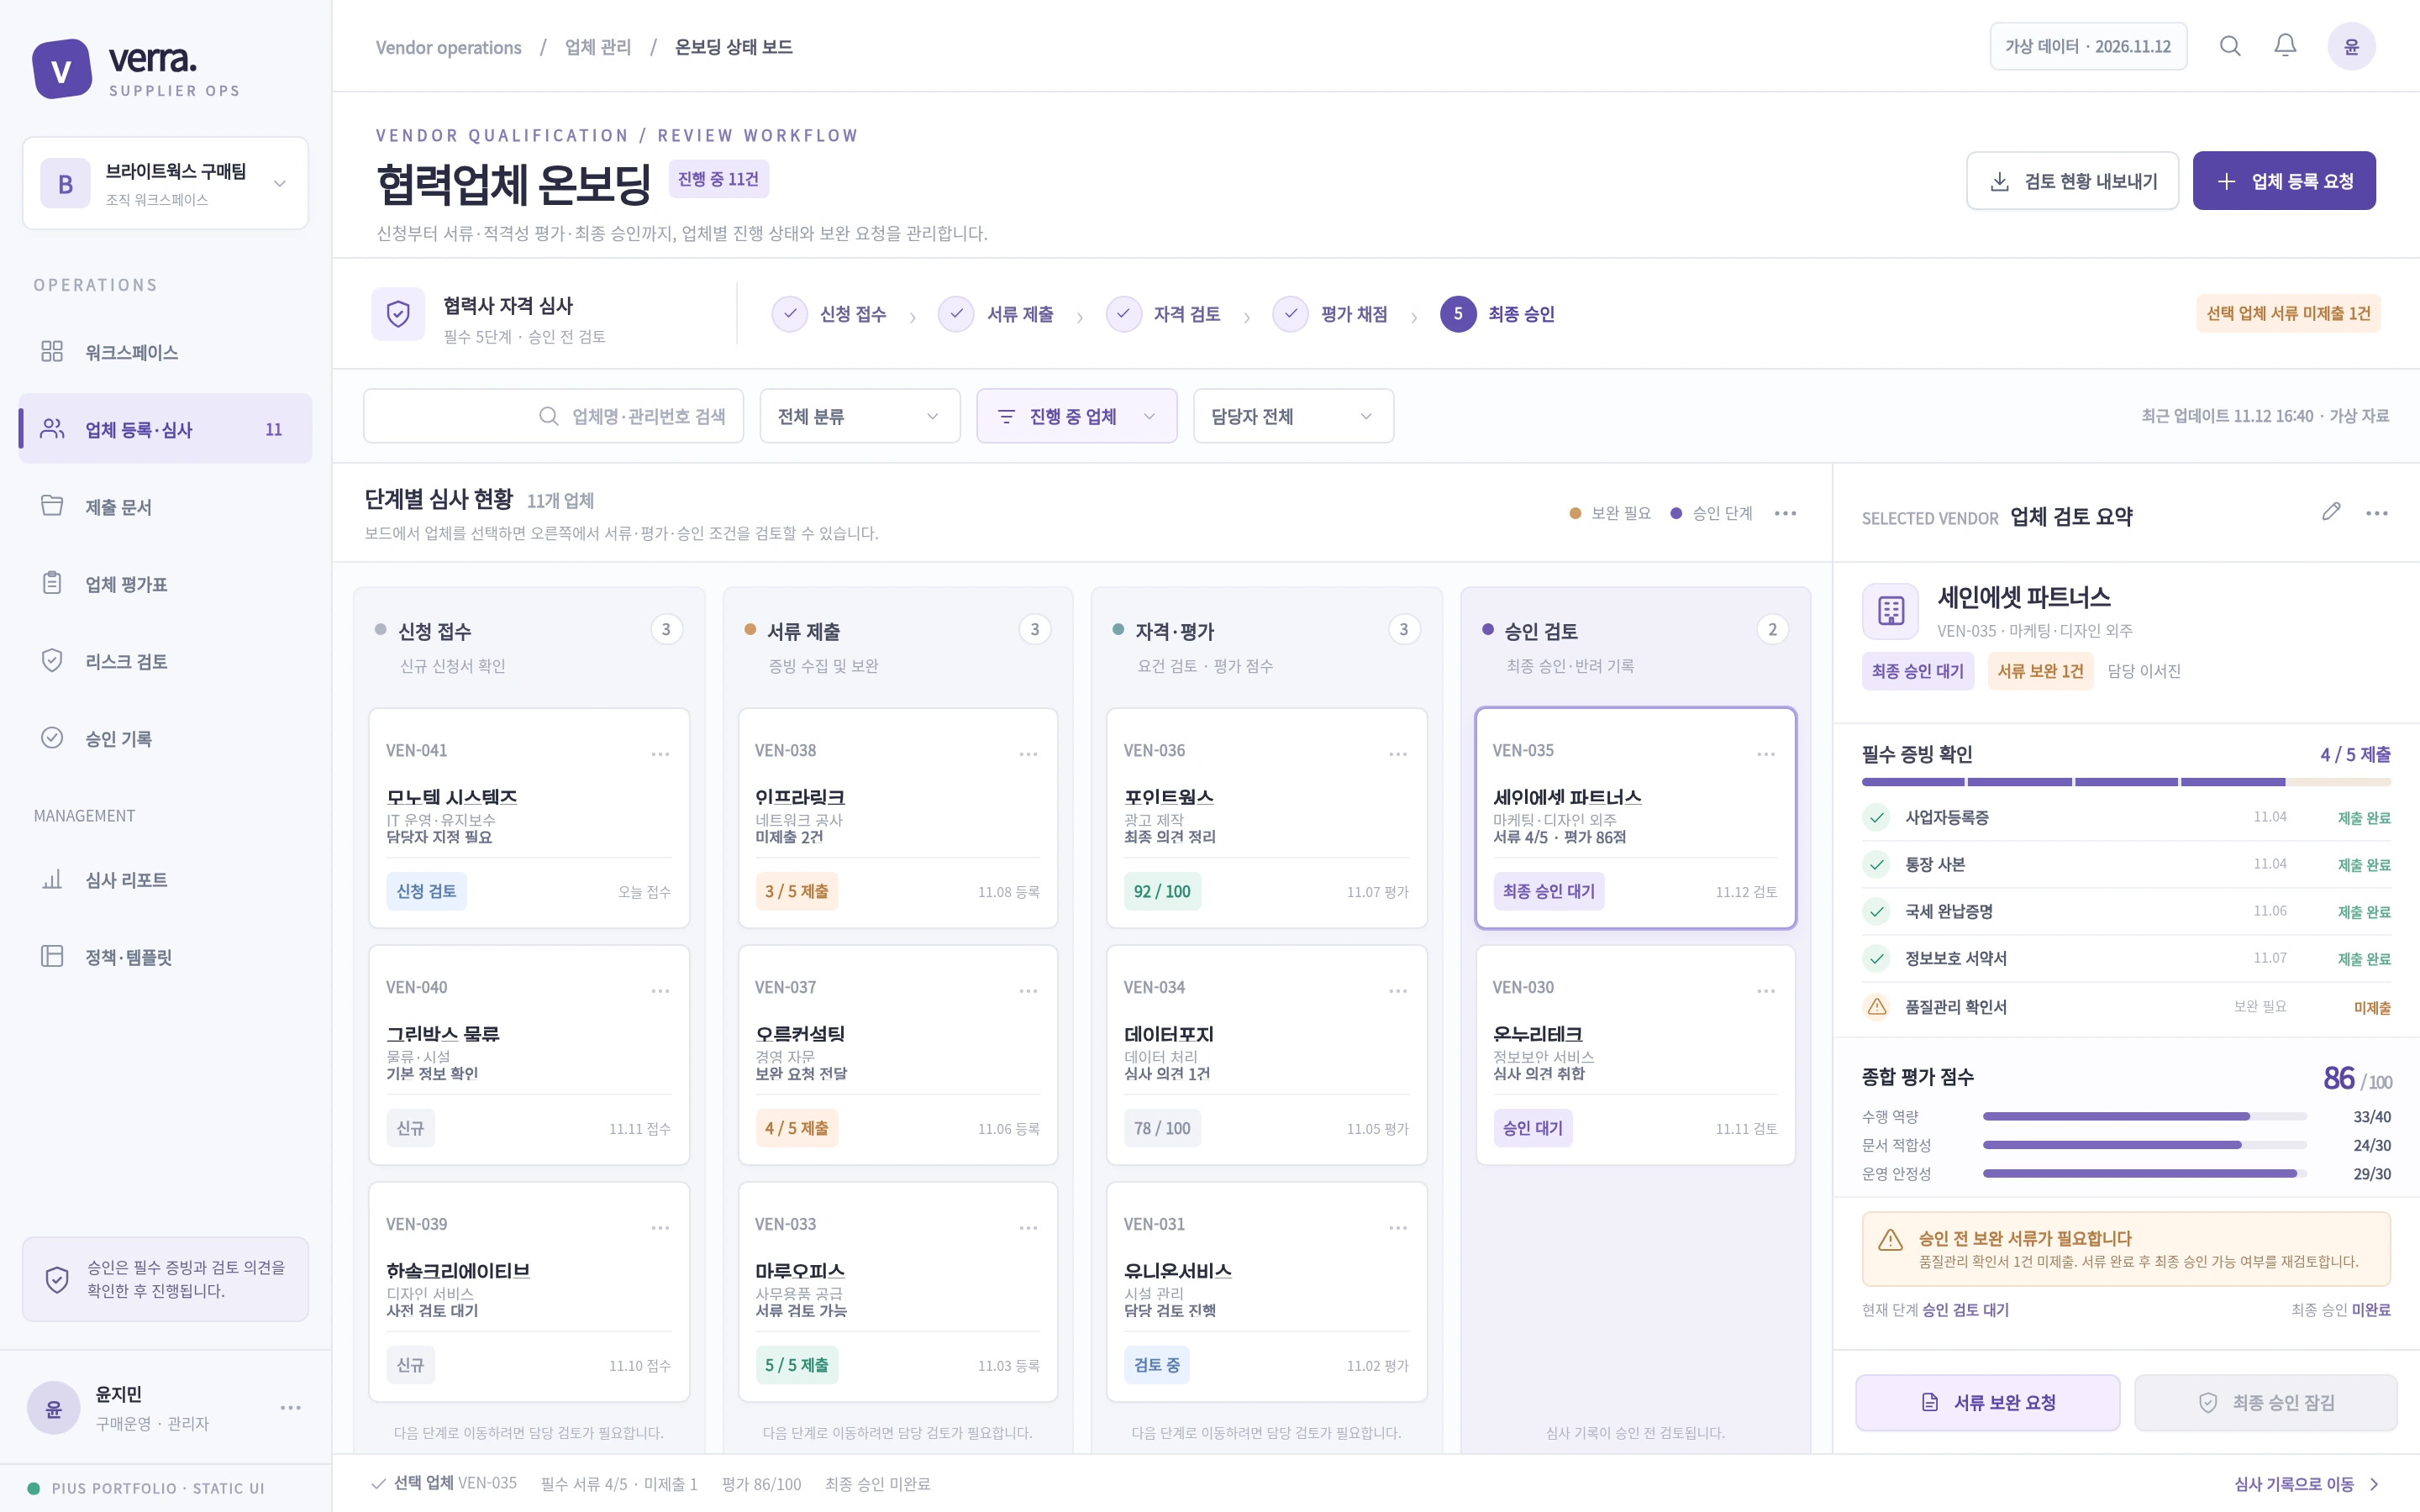 V
verra.
SUPPLIER OPS
B
브라이트웍스 구매팀
조직 워크스페이스
OPERATIONS
워크스페이스
업체 등록·심사 11
제출 문서
업체 평가표
리스크 검토
승인 기록
MANAGEMENT
심사 리포트
정책·템플릿
승인은 필수 증빙과 검토 의견을
확인한 후 진행됩니다.
윤
윤지민
구매운영 · 관리자
PIUS PORTFOLIO · STATIC UI
Vendor operations / 업체 관리 / 온보딩 상태 보드
가상 데이터 · 2026.11.12
윤
VENDOR QUALIFICATION / REVIEW WORKFLOW
협력업체 온보딩 진행 중 11건
신청부터 서류·적격성 평가·최종 승인까지, 업체별 진행 상태와 보완 요청을 관리합니다.
검토 현황 내보내기
업체 등록 요청
협력사 자격 심사
필수 5단계 · 승인 전 검토
신청 접수 › 서류 제출 › 자격 검토 › 평가 채점 › 5 최종 승인
선택 업체 서류 미제출 1건
업체명·관리번호 검색
전체 분류
진행 중 업체
담당자 전체
최근 업데이트 11.12 16:40 · 가상 자료
단계별 심사 현황 11개 업체
보드에서 업체를 선택하면 오른쪽에서 서류·평가·승인 조건을 검토할 수 있습니다.
보완 필요 승인 단계
신청 접수 3
신규 신청서 확인
VEN-041
모노템 시스템즈
IT 운영·유지보수
담당자 지정 필요
신청 검토 오늘 접수
VEN-040
그린박스 물류
물류·시설
기본 정보 확인
신규 11.11 접수
VEN-039
한솔크리에이티브
디자인 서비스
사전 검토 대기
신규 11.10 접수
다음 단계로 이동하려면 담당 검토가 필요합니다.
서류 제출 3
증빙 수집 및 보완
VEN-038
인프라링크
네트워크 공사
미제출 2건
3 / 5 제출 11.08 등록
VEN-037
오름컨설팅
경영 자문
보완 요청 전달
4 / 5 제출 11.06 등록
VEN-033
마루오피스
사무용품 공급
서류 검토 가능
5 / 5 제출 11.03 등록
다음 단계로 이동하려면 담당 검토가 필요합니다.
자격·평가 3
요건 검토 · 평가 점수
VEN-036
포인트웍스
광고 제작
최종 의견 정리
92 / 100 11.07 평가
VEN-034
데이터포지
데이터 처리
심사 의견 1건
78 / 100 11.05 평가
VEN-031
유니온서비스
시설 관리
담당 검토 진행
검토 중 11.02 평가
다음 단계로 이동하려면 담당 검토가 필요합니다.
승인 검토 2
최종 승인·반려 기록
VEN-035
세인에셋 파트너스
마케팅·디자인 외주
서류 4/5 · 평가 86점
최종 승인 대기 11.12 검토
VEN-030
온누리테크
정보보안 서비스
심사 의견 취합
승인 대기 11.11 검토
심사 기록이 승인 전 검토됩니다.
SELECTED VENDOR 업체 검토 요약
세인에셋 파트너스
VEN-035 · 마케팅·디자인 외주
최종 승인 대기 서류 보완 1건 담당 이서진
필수 증빙 확인 4 / 5 제출
사업자등록증 11.04 제출 완료
통장 사본 11.04 제출 완료
국세 완납증명 11.06 제출 완료
정보보호 서약서 11.07 제출 완료
품질관리 확인서 보완 필요 미제출
종합 평가 점수 86 / 100
수행 역량 33/40
문서 적합성 24/30
운영 안정성 29/30
승인 전 보완 서류가 필요합니다
품질관리 확인서 1건 미제출. 서류 완료 후 최종 승인 가능 여부를 재검토합니다.
현재 단계 승인 검토 대기 최종 승인 미완료
서류 보완 요청
최종 승인 잠김
선택 업체 VEN-035 필수 서류 4/5 · 미제출 1 평가 86/100 최종 승인 미완료
심사 기록으로 이동